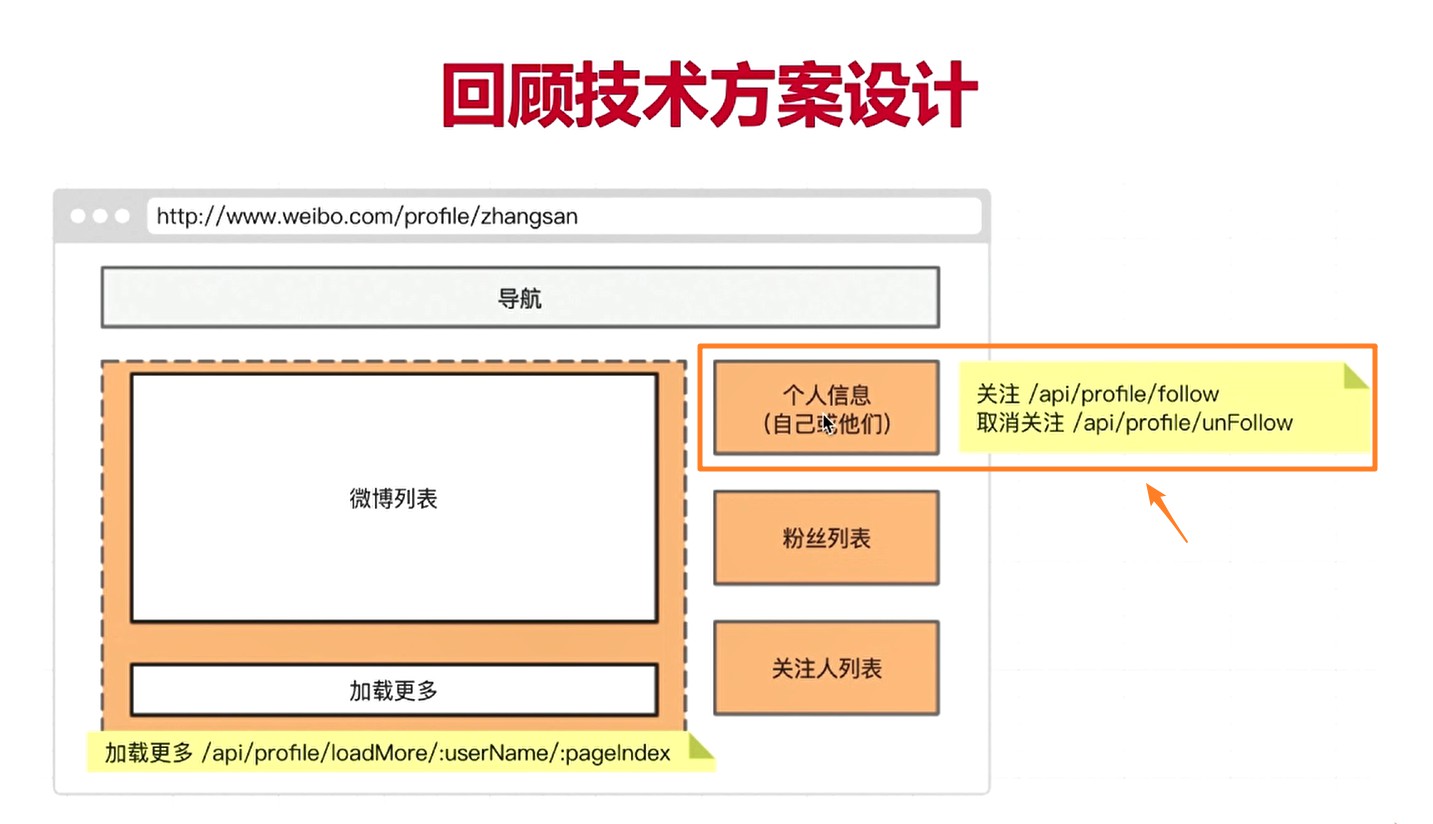 回顾技术方案设计
http://www.weibo.com/profile/zhangsan
导航
个人信息
(自己或他们)
关注 /api/profile/follow
取消关注 /api/profile/unFollow
微博列表
粉丝列表
关注人列表
加载更多
加载更多 /api/profile/loadMore/:userName/:pageIndex